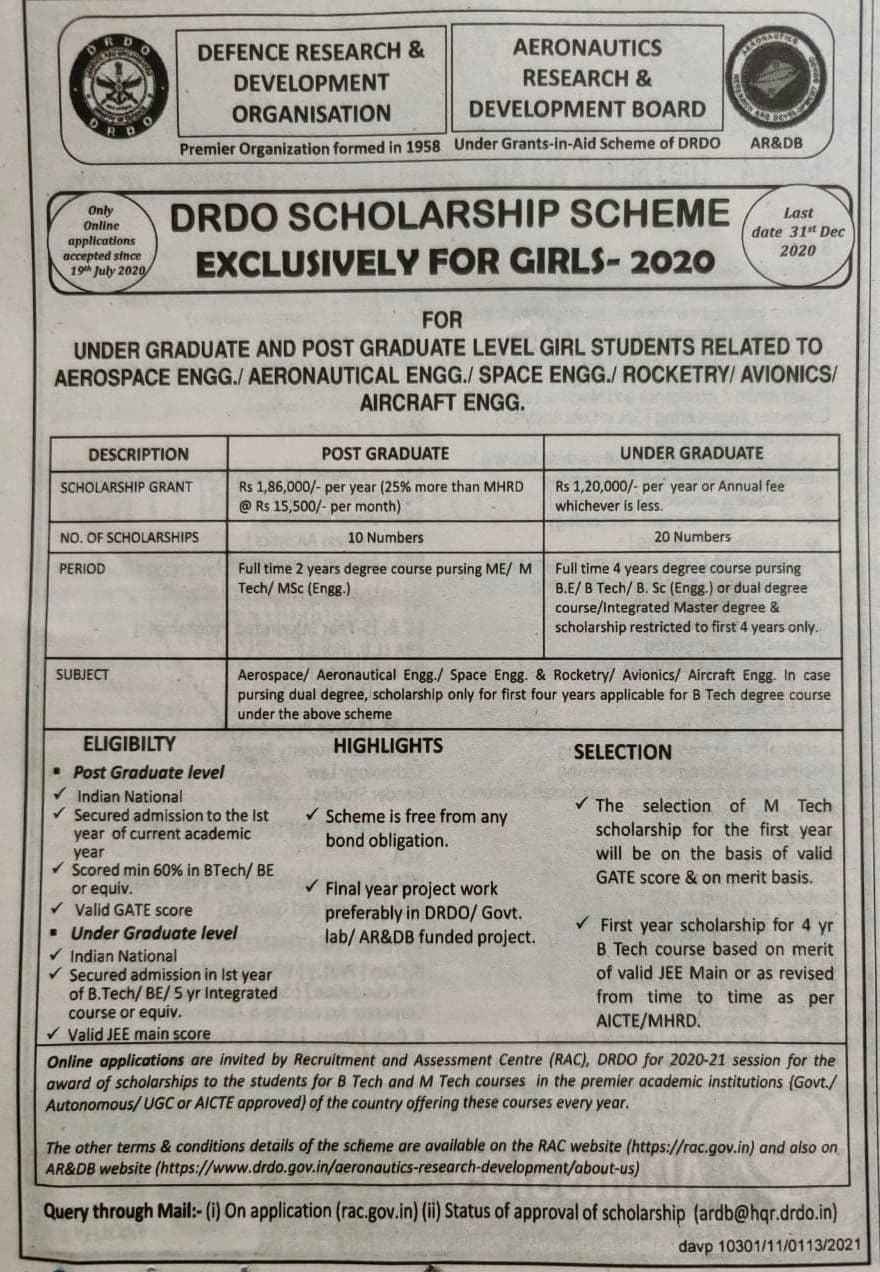 DRDO
DRDO
DEFENCE RESEARCH &
DEVELOPMENT
ORGANISATION
Premier Organization formed in 1958
AERONAUTICS
RESEARCH &
DEVELOPMENT BOARD
Under Grants-in-Aid Scheme of DRDO
AR&DB
Only
Online
applications
accepted since
19th July 2020
DRDO SCHOLARSHIP SCHEME
EXCLUSIVELY FOR GIRLS- 2020
Last
date 31st Dec
2020
FOR
UNDER GRADUATE AND POST GRADUATE LEVEL GIRL STUDENTS RELATED TO
AEROSPACE ENGG./ AERONAUTICAL ENGG./ SPACE ENGG./ ROCKETRY/ AVIONICS/
AIRCRAFT ENGG.
DESCRIPTION
POST GRADUATE
UNDER GRADUATE
SCHOLARSHIP GRANT
Rs 1,86,000/- per year (25% more than MHRD
@ Rs 15,500/- per month)
Rs 1,20,000/- per year or Annual fee
whichever is less.
NO. OF SCHOLARSHIPS
10 Numbers
20 Numbers
PERIOD
Full time 2 years degree course pursing ME/ M
Tech/ MSc (Engg.)
Full time 4 years degree course pursing
B.E/ B Tech/ B. Sc (Engg.) or dual degree
course/Integrated Master degree &
scholarship restricted to first 4 years only.
SUBJECT
Aerospace/ Aeronautical Engg./ Space Engg. & Rocketry/ Avionics/ Aircraft Engg. In case
pursing dual degree, scholarship only for first four years applicable for B Tech degree course
under the above scheme
ELIGIBILTY
▪ Post Graduate level
✓ Indian National
✓ Secured admission to the Ist
year of current academic
year
✓ Scored min 60% in BTech/ BE
or equiv.
✓ Valid GATE score
▪ Under Graduate level
✓ Indian National
✓ Secured admission in Ist year
of B.Tech/ BE/ 5 yr Integrated
course or equiv.
✓ Valid JEE main score
HIGHLIGHTS
✓ Scheme is free from any
bond obligation.
✓ Final year project work
preferably in DRDO/ Govt.
lab/ AR&DB funded project.
SELECTION
✓ The selection of M Tech
scholarship for the first year
will be on the basis of valid
GATE score & on merit basis.
✓ First year scholarship for 4 yr
B Tech course based on merit
of valid JEE Main or as revised
from time to time as per
AICTE/MHRD.
Online applications are invited by Recruitment and Assessment Centre (RAC), DRDO for 2020-21 session for the
award of scholarships to the students for B Tech and M Tech courses in the premier academic institutions (Govt./
Autonomous/ UGC or AICTE approved) of the country offering these courses every year.
The other terms & conditions details of the scheme are available on the RAC website (https://rac.gov.in) and also on
AR&DB website (https://www.drdo.gov.in/aeronautics-research-development/about-us)
Query through Mail:- (i) On application (rac.gov.in) (ii) Status of approval of scholarship (ardb@hqr.drdo.in)
davp 10301/11/0113/2021